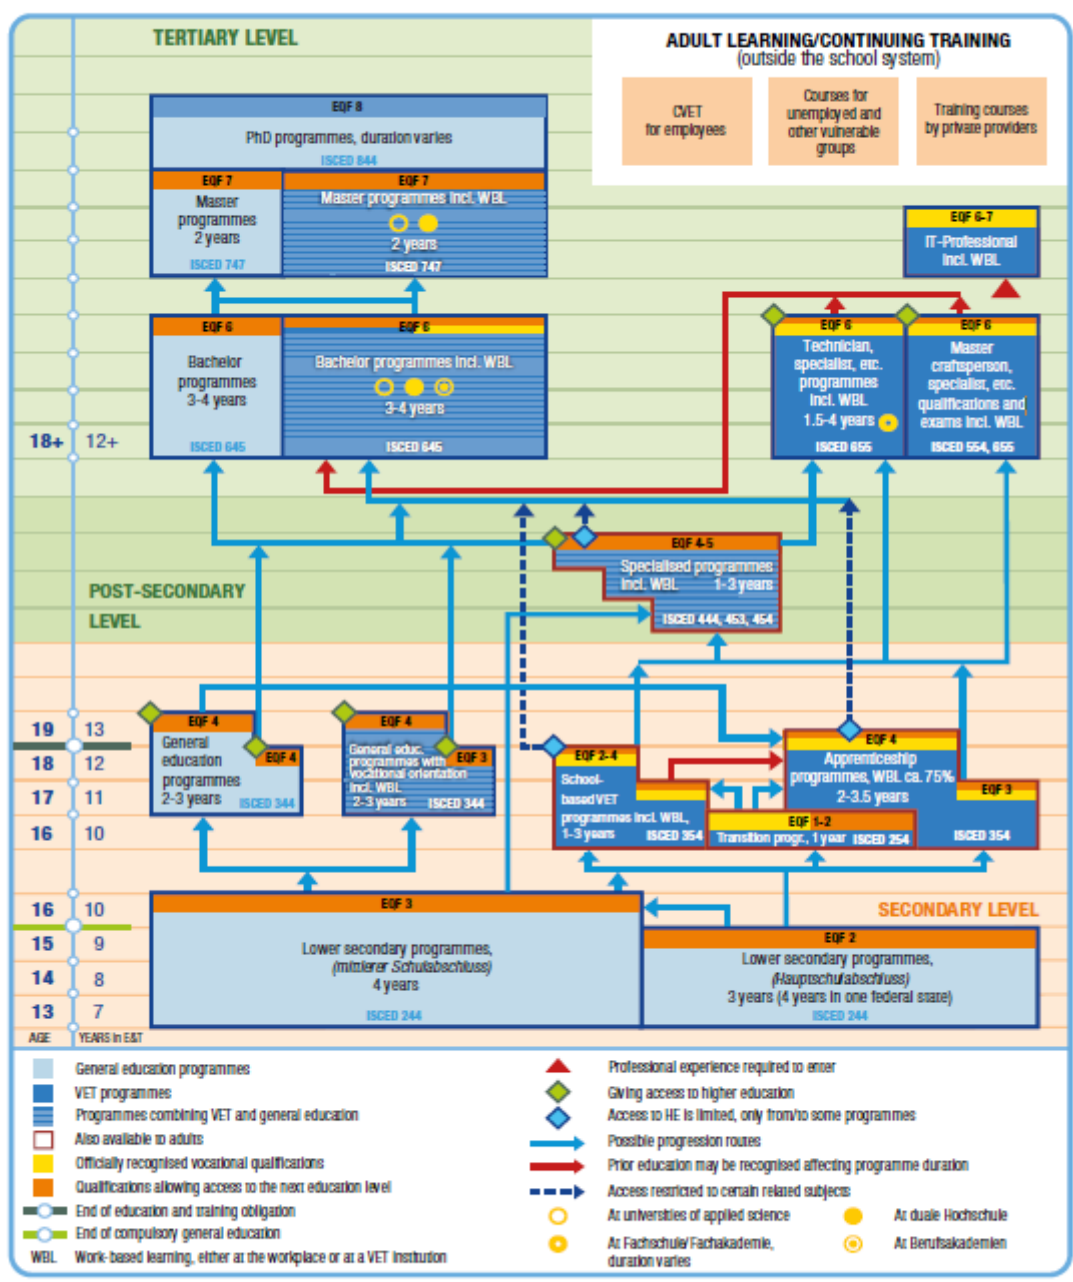 TERTIARY LEVEL
ADULT LEARNING/CONTINUING TRAINING
(outside the school system)
CVET
for employees
Courses for
unemployed and
other vulnerable
groups
Training courses
by private providers
EQF 8
PhD programmes, duration varies
ISCED 844
EQF 7
Master
programmes
2 years
ISCED 747
EQF 7
Master programmes incl. WBL
2 years
ISCED 747
EQF 6-7
IT-Professional
incl. WBL
EQF 6
Bachelor
programmes
3-4 years
ISCED 645
EQF 6
Bachelor programmes incl. WBL
3-4 years
ISCED 645
EQF 6
Technician,
specialist, etc.
programmes
incl. WBL
1.5-4 years
ISCED 655
EQF 6
Master
craftsperson,
specialist, etc.
qualifications and
exams incl. WBL
ISCED 554, 655
18+ 12+
EQF 4-5
Specialised programmes
incl. WBL 1-3 years
ISCED 444, 453, 454
POST-SECONDARY
LEVEL
19 13
18 12
17 11
16 10
EQF 4
General
education
programmes
2-3 years
EQF 4
ISCED 344
EQF 4
General educ.
programmes with
vocational orientation
incl. WBL
2-3 years
EQF 3
ISCED 344
EQF 2-4
School-
based VET
programmes incl. WBL,
1-3 years
ISCED 354
EQF 4
Apprenticeship
programmes, WBL ca. 75%
2-3.5 years
EQF 3
ISCED 354
EQF 1-2
Transition progr., 1 year ISCED 254
SECONDARY LEVEL
16 10
15 9
14 8
13 7
AGE YEARS in E&T
EQF 3
Lower secondary programmes,
(mittlerer Schulabschluss)
4 years
ISCED 244
EQF 2
Lower secondary programmes,
(Hauptschulabschluss)
3 years (4 years in one federal state)
ISCED 244
General education programmes
VET programmes
Programmes combining VET and general education
Also available to adults
Officially recognised vocational qualifications
Qualifications allowing access to the next education level
End of education and training obligation
End of compulsory general education
WBL Work-based learning, either at the workplace or at a VET institution
Professional experience required to enter
Giving access to higher education
Access to HE is limited, only from/to some programmes
Possible progression routes
Prior education may be recognised affecting programme duration
Access restricted to certain related subjects
At universities of applied science
At duale Hochschule
At Fachschule/Fachakademie,
duration varies
At Berufsakademien